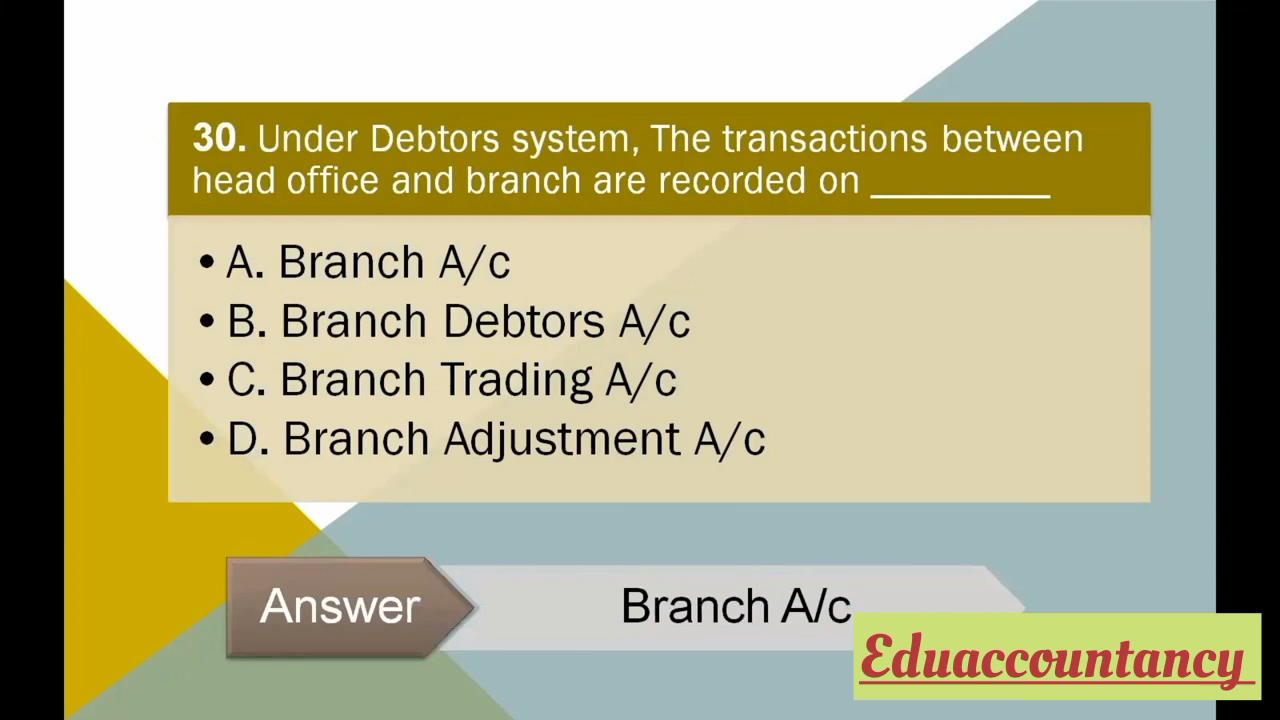 30. Under Debtors system, The transactions between
head office and branch are recorded on __________
• A. Branch A/c
• B. Branch Debtors A/c
• C. Branch Trading A/c
• D. Branch Adjustment A/c
Answer
Branch A/c
Eduaccountancy